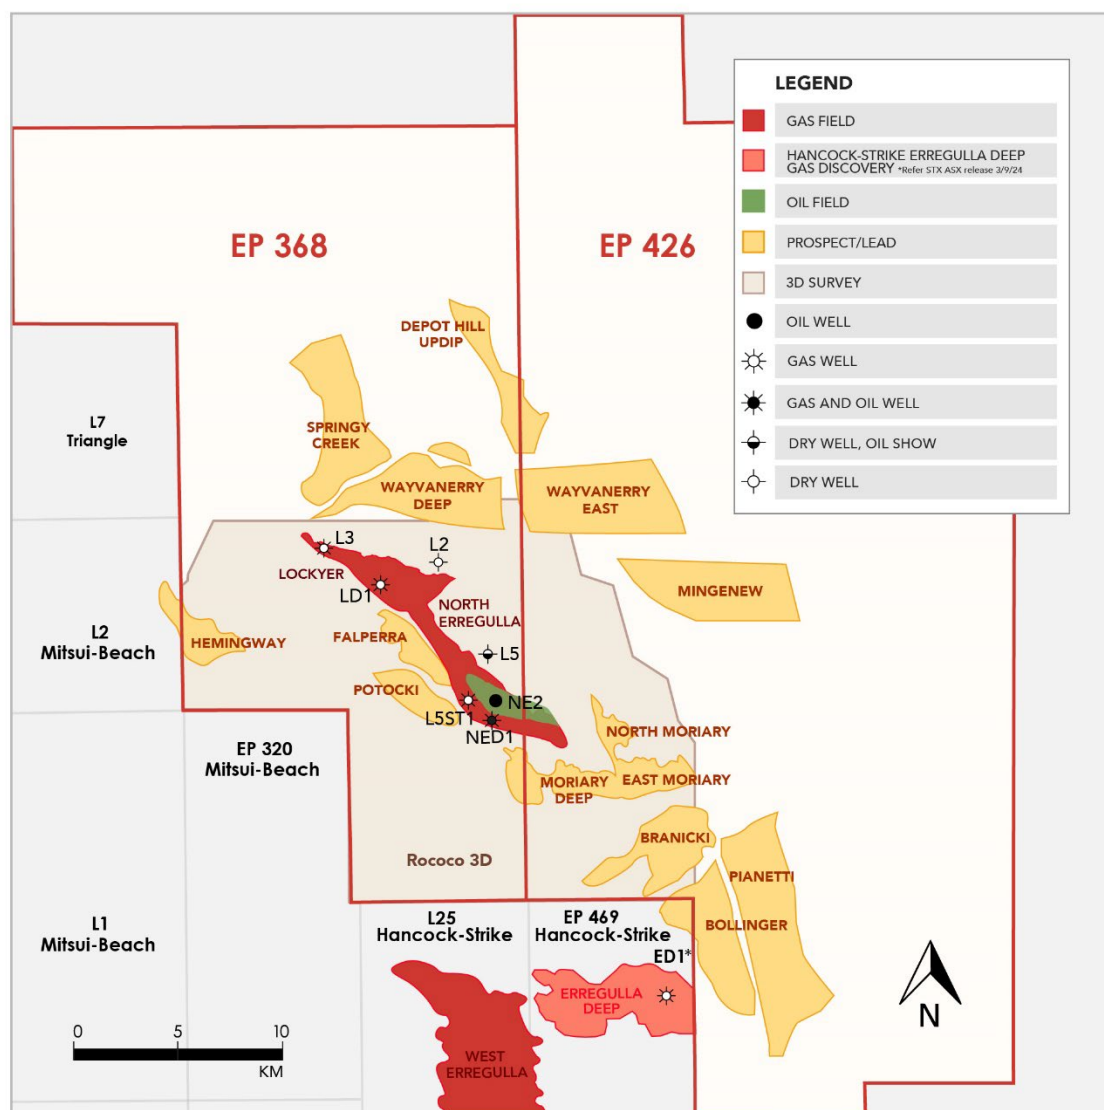 LEGEND
GAS FIELD
HANCOCK-STRIKE ERREGULLA DEEP
GAS DISCOVERY *Refer STX ASX release 3/9/24
OIL FIELD
PROSPECT/LEAD
3D SURVEY
OIL WELL
GAS WELL
GAS AND OIL WELL
DRY WELL, OIL SHOW
DRY WELL
EP 368
EP 426
DEPOT HILL
UPDIP
SPRINGY
CREEK
L7
Triangle
WAYVANERRY
DEEP
WAYVANERRY
EAST
L3
L2
LOCKYER
LD1
NORTH
ERREGULLA
MINGENEW
L2
Mitsui-Beach
HEMINGWAY
FALPERRA
L5
POTOCKI
NE2
L5ST1
NED1
NORTH MORIARY
EP 320
Mitsui-Beach
MORIARY
DEEP
EAST MORIARY
BRANICKI
Rococo 3D
PIANETTI
L1
Mitsui-Beach
L25
Hancock-Strike
EP 469
Hancock-Strike
BOLLINGER
ED1*
ERREGULLA
DEEP
N
0 5 10
KM
WEST
ERREGULLA